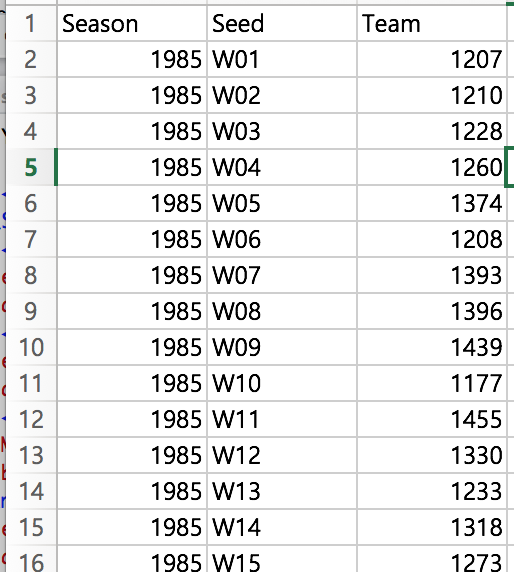 1 Season Seed Team
2 1985 W01 1207
3 1985 W02 1210
4 1985 W03 1228
5 1985 W04 1260
6 1985 W05 1374
7 1985 W06 1208
8 1985 W07 1393
9 1985 W08 1396
10 1985 W09 1439
11 1985 W10 1177
12 1985 W11 1455
13 1985 W12 1330
14 1985 W13 1233
15 1985 W14 1318
16 1985 W15 1273